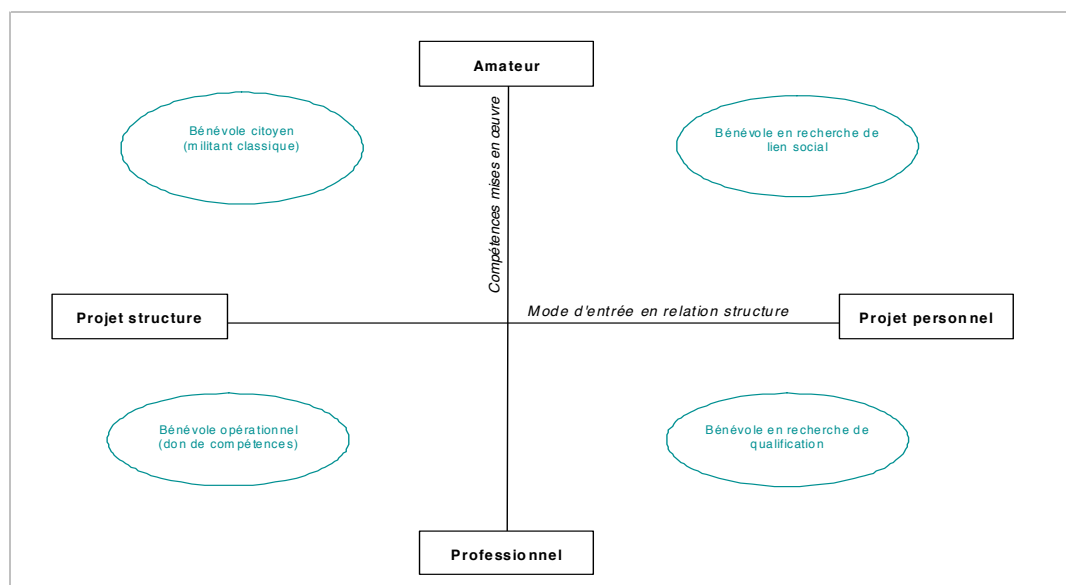 Amateur
Bènévole citoyen
(militant classique)
Bénévole en recherche de
lien social
Compétences mises en œuvre
Projet structure
Mode d'entrée en relation structure
Projet personnel
Bénévole opérationnel
(don de compétences)
Bénévole en recherche de
qualification
Professionnel